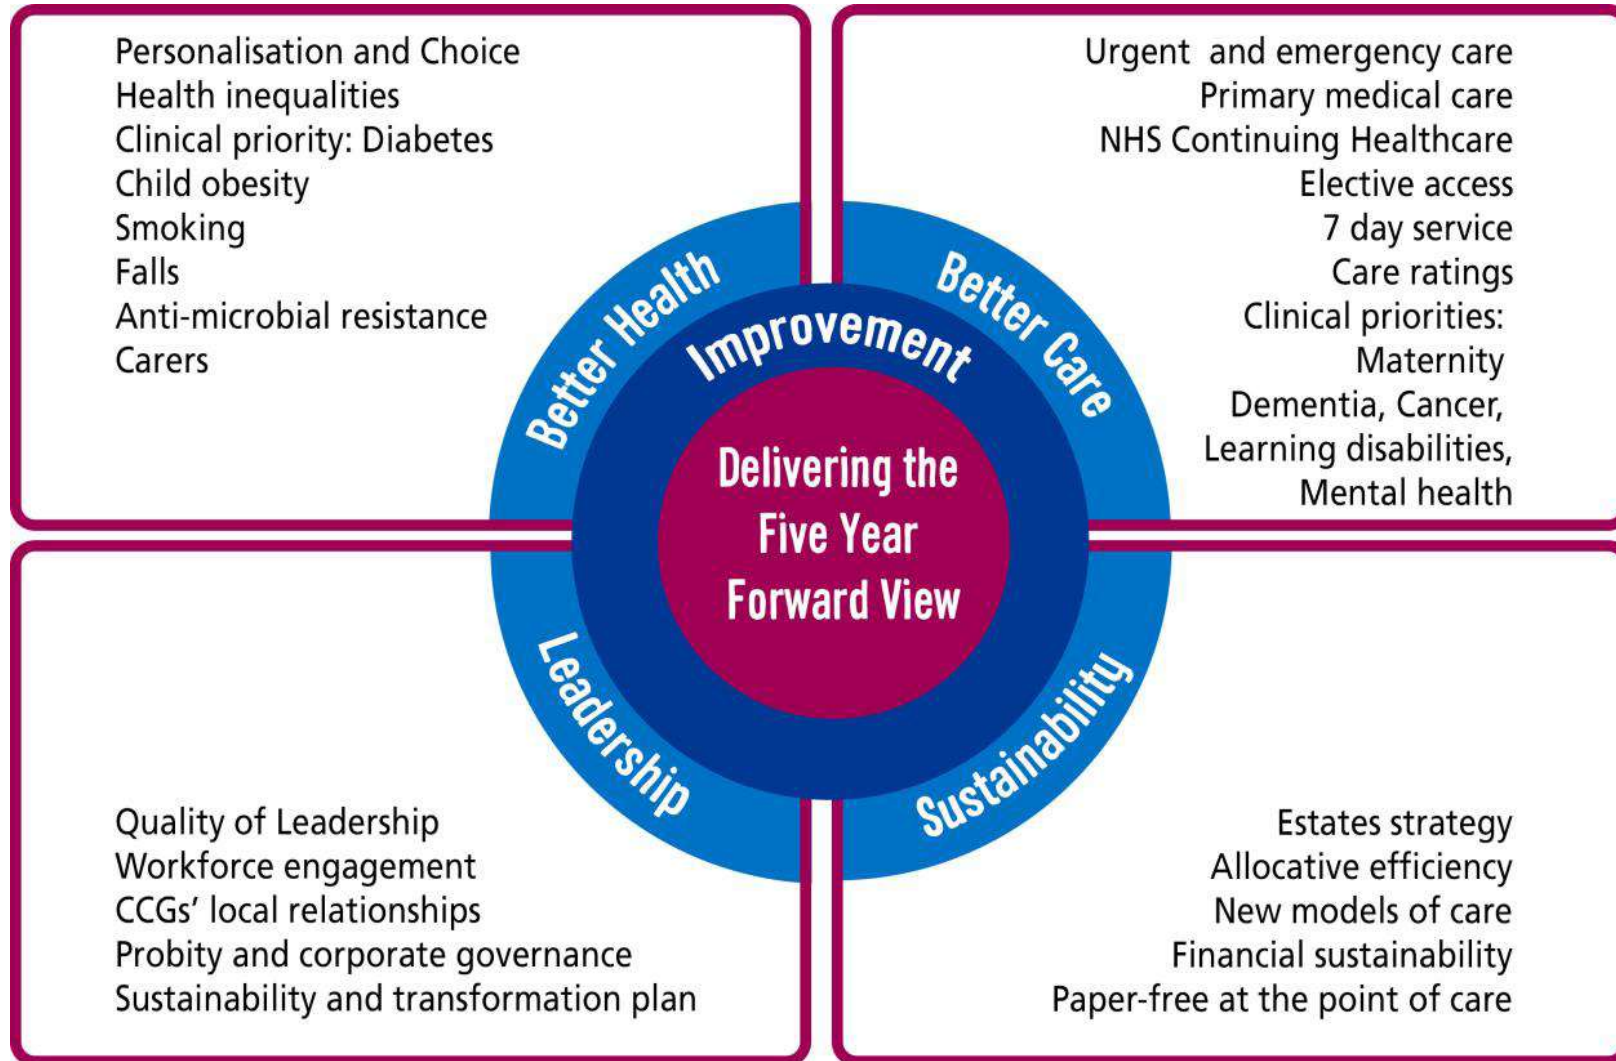 Personalisation and Choice
Health inequalities
Clinical priority: Diabetes
Child obesity
Smoking
Falls
Anti-microbial resistance
Carers
Urgent and emergency care
Primary medical care
NHS Continuing Healthcare
Elective access
7 day service
Care ratings
Clinical priorities:
Maternity
Dementia, Cancer,
Learning disabilities,
Mental health
Better Health
Better Care
Improvement
Delivering the
Five Year
Forward View
Leadership
Sustainability
Quality of Leadership
Workforce engagement
CCGs’ local relationships
Probity and corporate governance
Sustainability and transformation plan
Estates strategy
Allocative efficiency
New models of care
Financial sustainability
Paper-free at the point of care